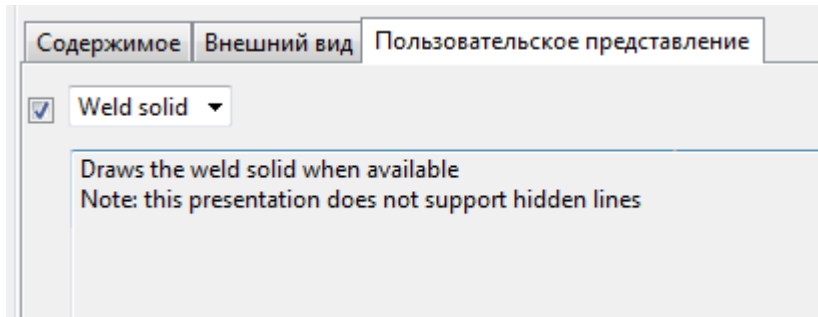 Содержимое Внешний вид Пользовательское представление
Weld solid
Draws the weld solid when available
Note: this presentation does not support hidden lines